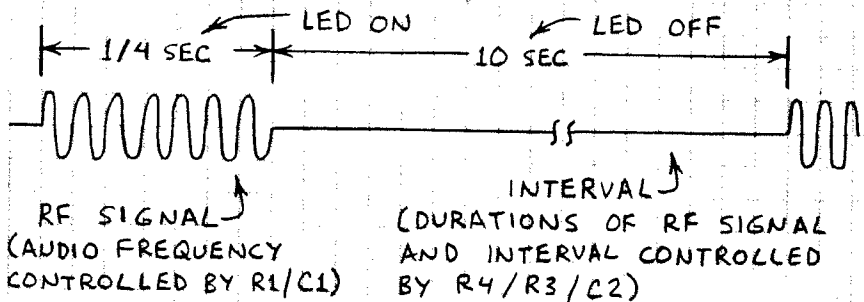 LED ON
LED OFF
1/4 SEC
10 SEC
RF SIGNAL
(AUDIO FREQUENCY
CONTROLLED BY R1/C1)
INTERVAL
(DURATIONS OF RF SIGNAL
AND INTERVAL CONTROLLED
BY R4/R3/C2)